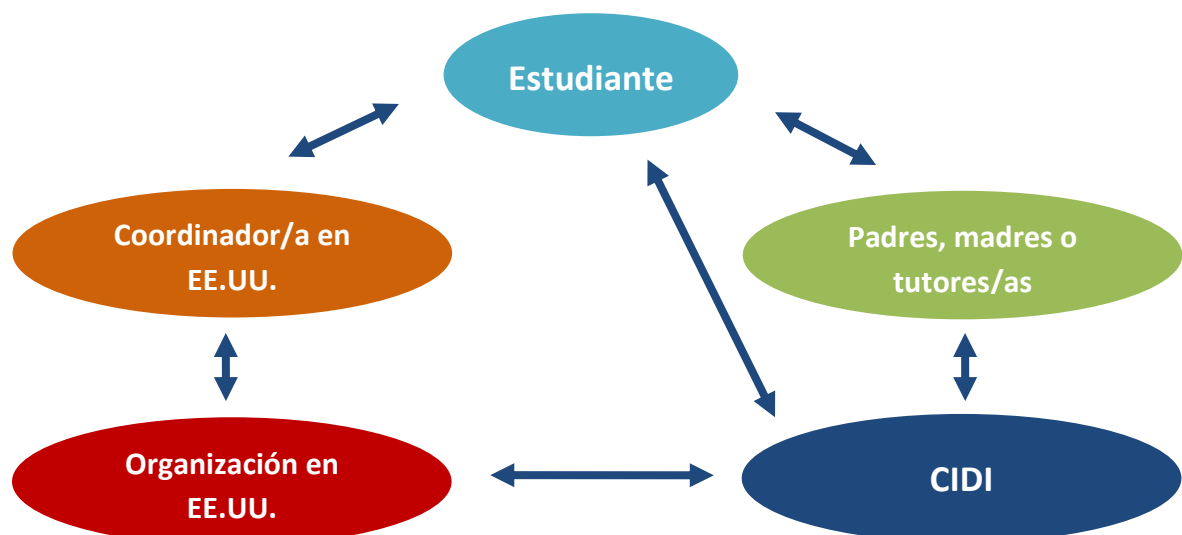 Estudiante
Coordinador/a en
EE.UU.
Padres, madres o
tutores/as
Organización en
EE.UU.
CIDI